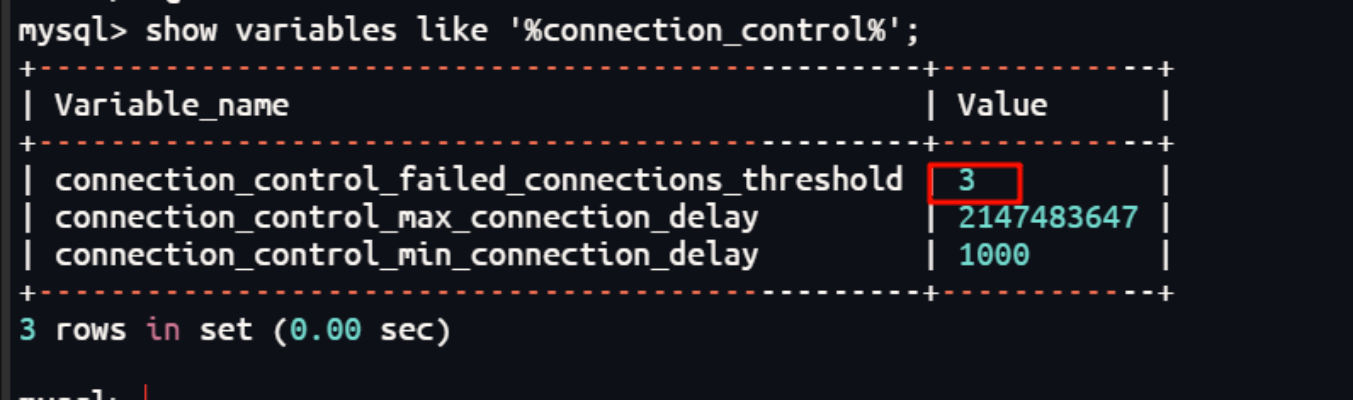 mysql> show variables like '%connection_control%';
+-------------------------------------------------+------------+
| Variable_name | Value |
+-------------------------------------------------+------------+
| connection_control_failed_connections_threshold | 3 |
| connection_control_max_connection_delay | 2147483647 |
| connection_control_min_connection_delay | 1000 |
+-------------------------------------------------+------------+
3 rows in set (0.00 sec)